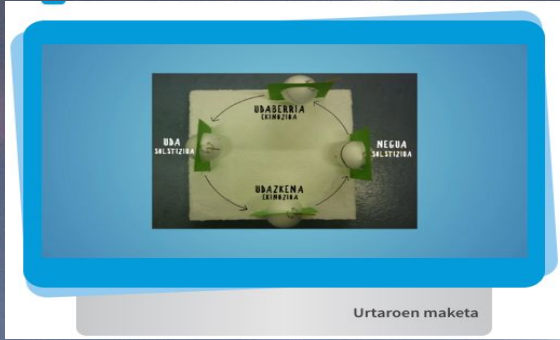 UDABERRIA
EKINOZIOA
UDA
SOLSTIZIOA
NEGUA
SOLSTIZIOA
UDAZKENA
EKINOZIOA
Urtaroen maketa